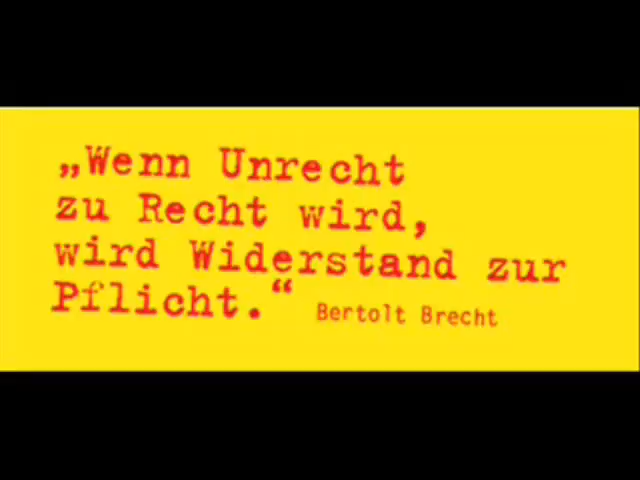 „Wenn Unrecht
zu Recht wird,
wird Widerstand zur
Pflicht.“ Bertolt Brecht